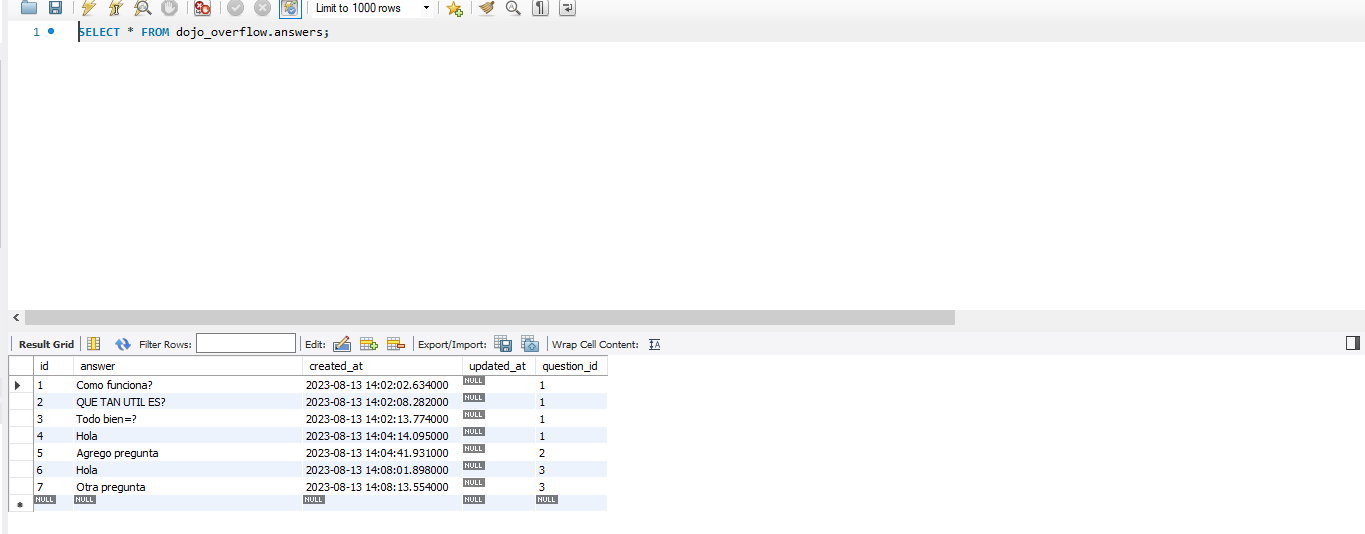 Limit to 1000 rows
1 SELECT * FROM dojo_overflow.answers;
Result Grid Filter Rows: Edit: Export/Import: Wrap Cell Content:
id answer created_at updated_at question_id
1 Como funciona? 2023-08-13 14:02:02.634000 NULL 1
2 QUE TAN UTIL ES? 2023-08-13 14:02:08.282000 NULL 1
3 Todo bien=? 2023-08-13 14:02:13.774000 NULL 1
4 Hola 2023-08-13 14:04:14.095000 NULL 1
5 Agrego pregunta 2023-08-13 14:04:41.931000 NULL 2
6 Hola 2023-08-13 14:08:01.898000 NULL 3
7 Otra pregunta 2023-08-13 14:08:13.554000 NULL 3
NULL NULL NULL NULL NULL